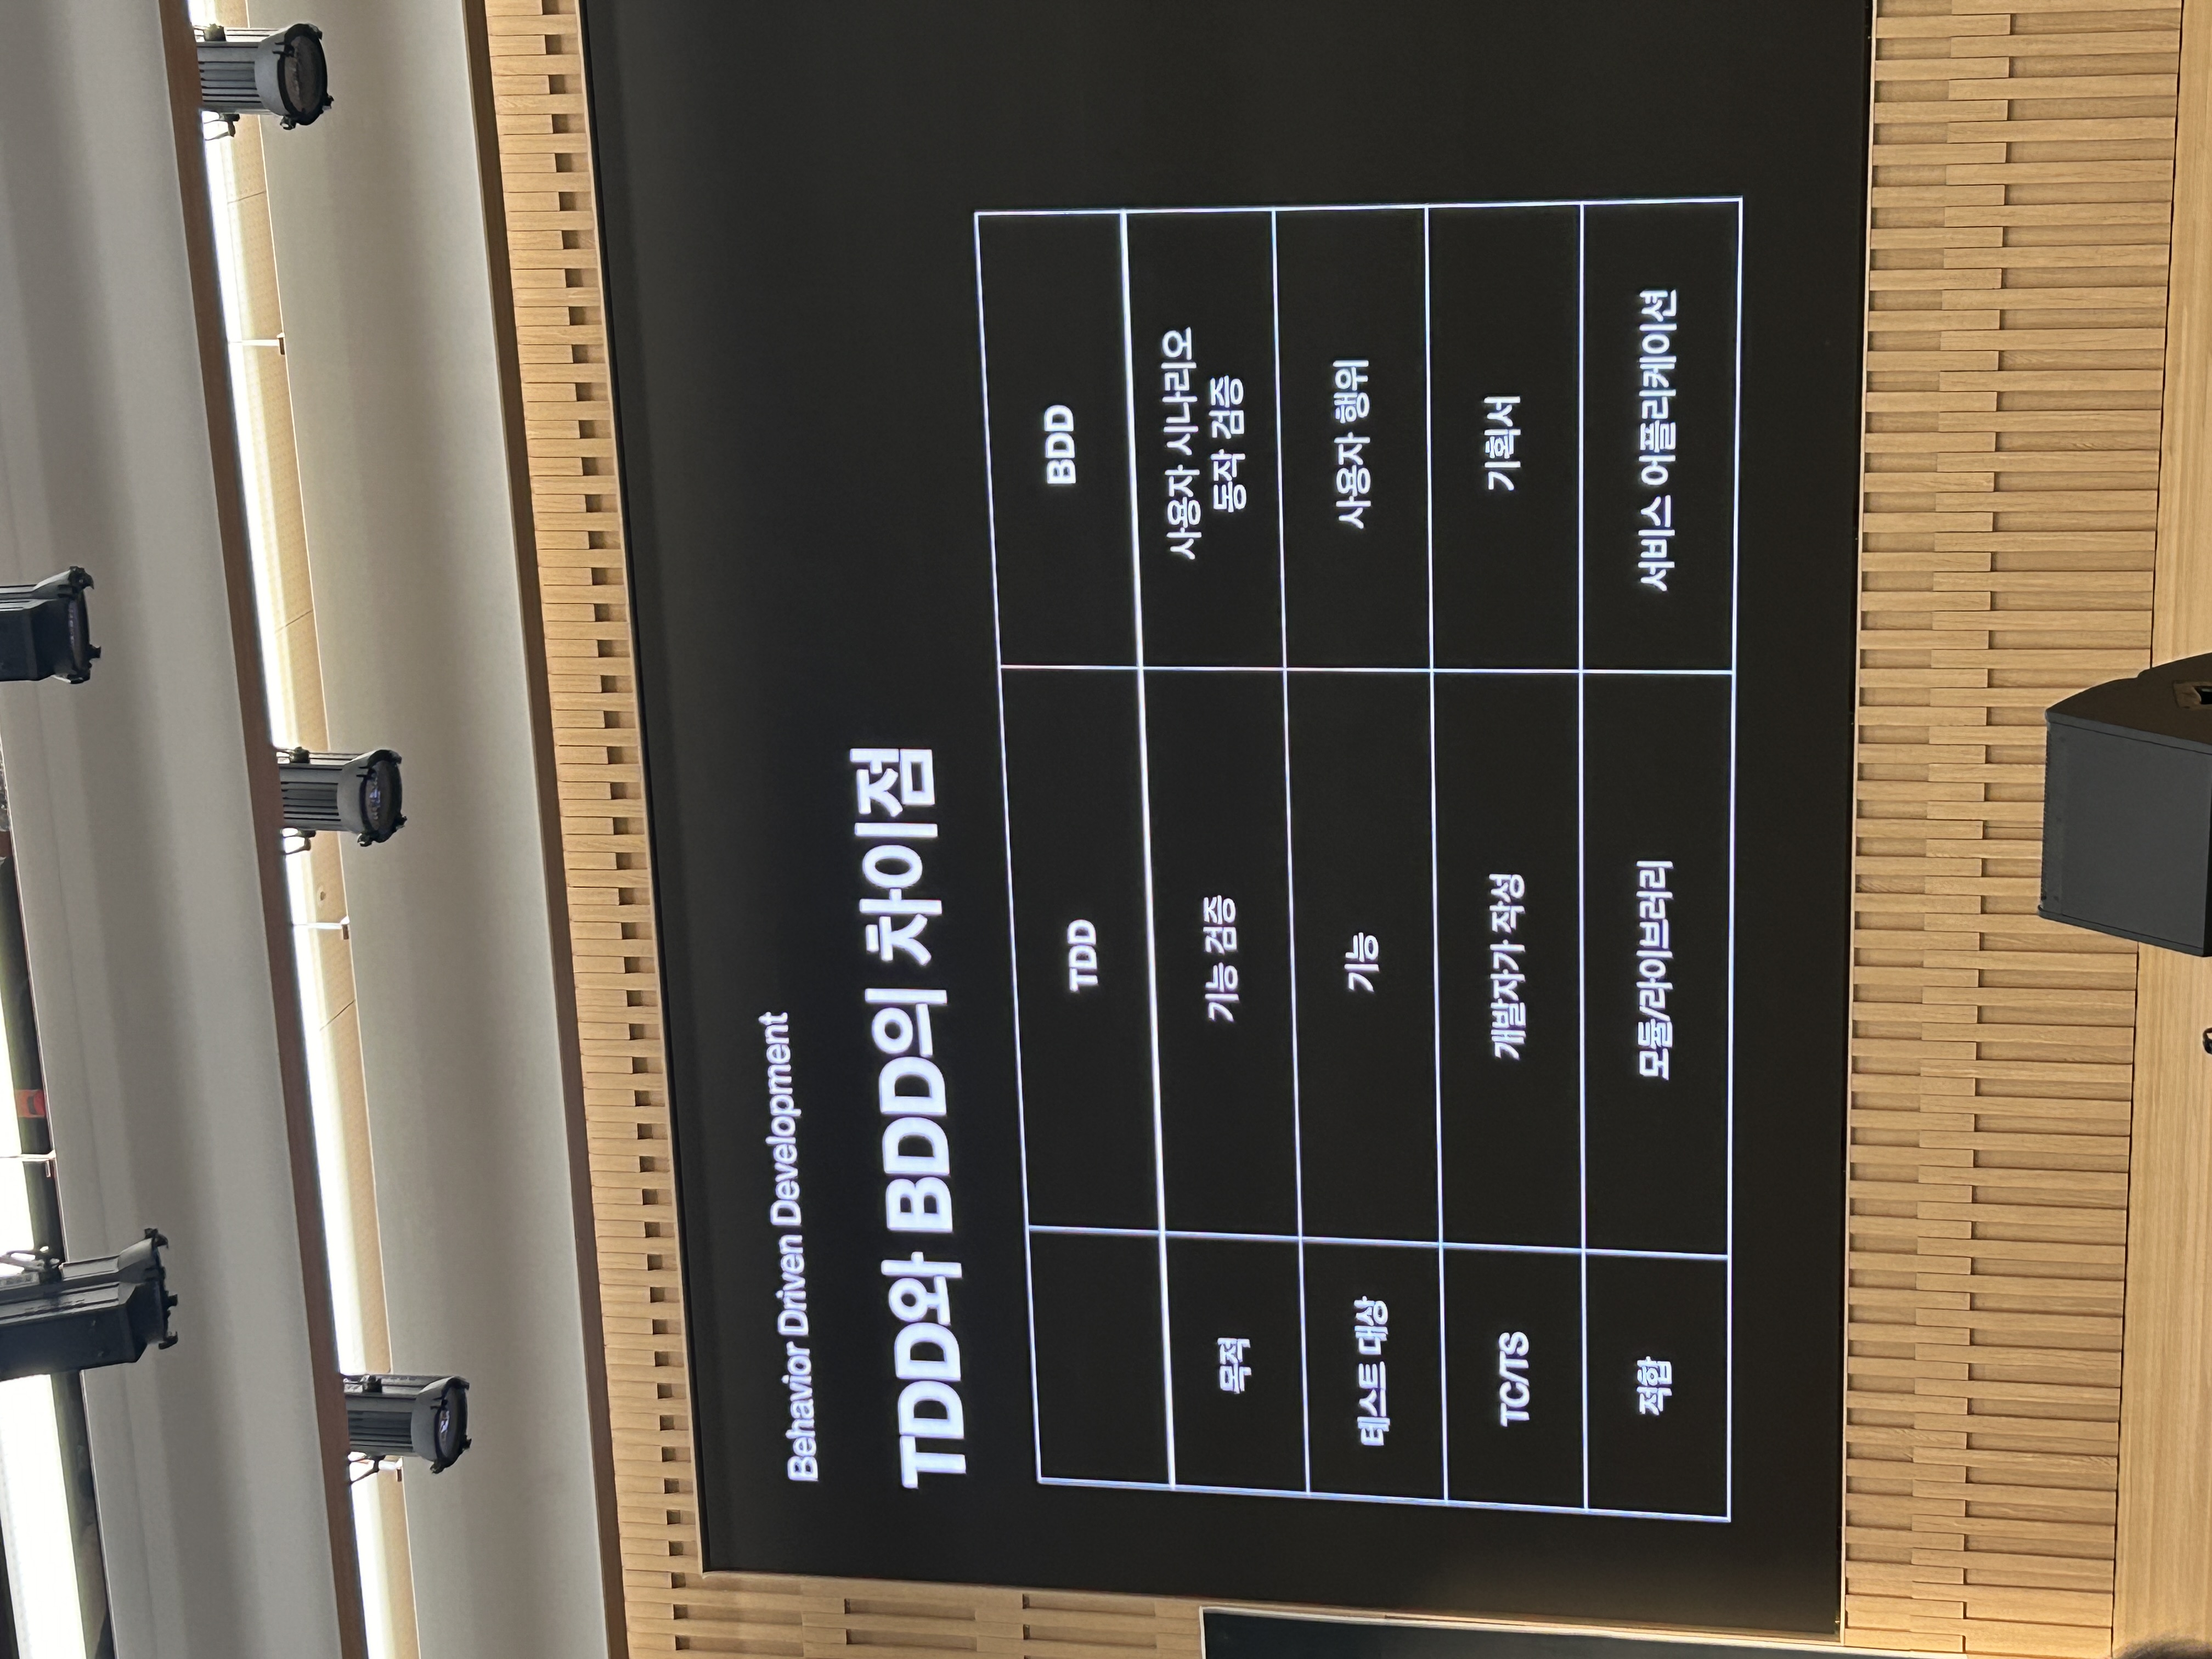 Behavior Driven Development
TDD와 BDD의 차이점
TDD
BDD
목적
기능 검증
사용자 시나리오
동작 검증
테스트 대상
기능
사용자 행위
TC/TS
개발자가 작성
기획서
적합
모듈/라이브러리
서비스 어플리케이션